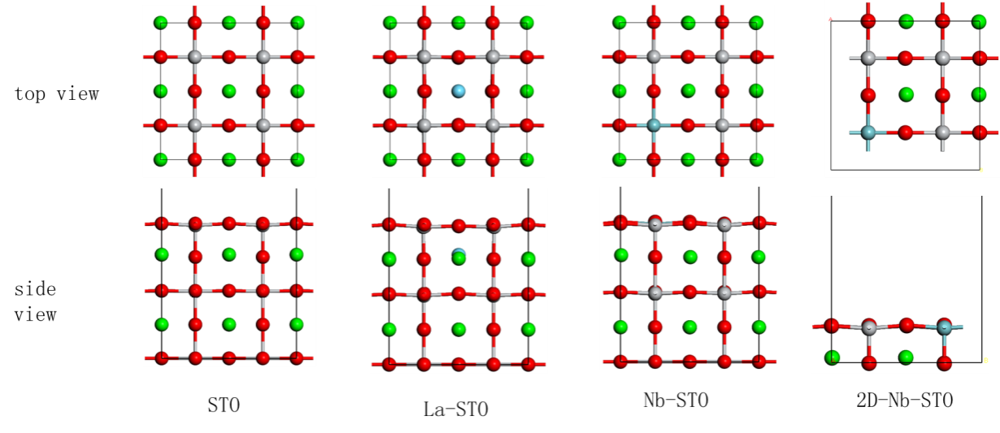 top view
side
view
STO
La-STO
Nb-STO
2D-Nb-STO